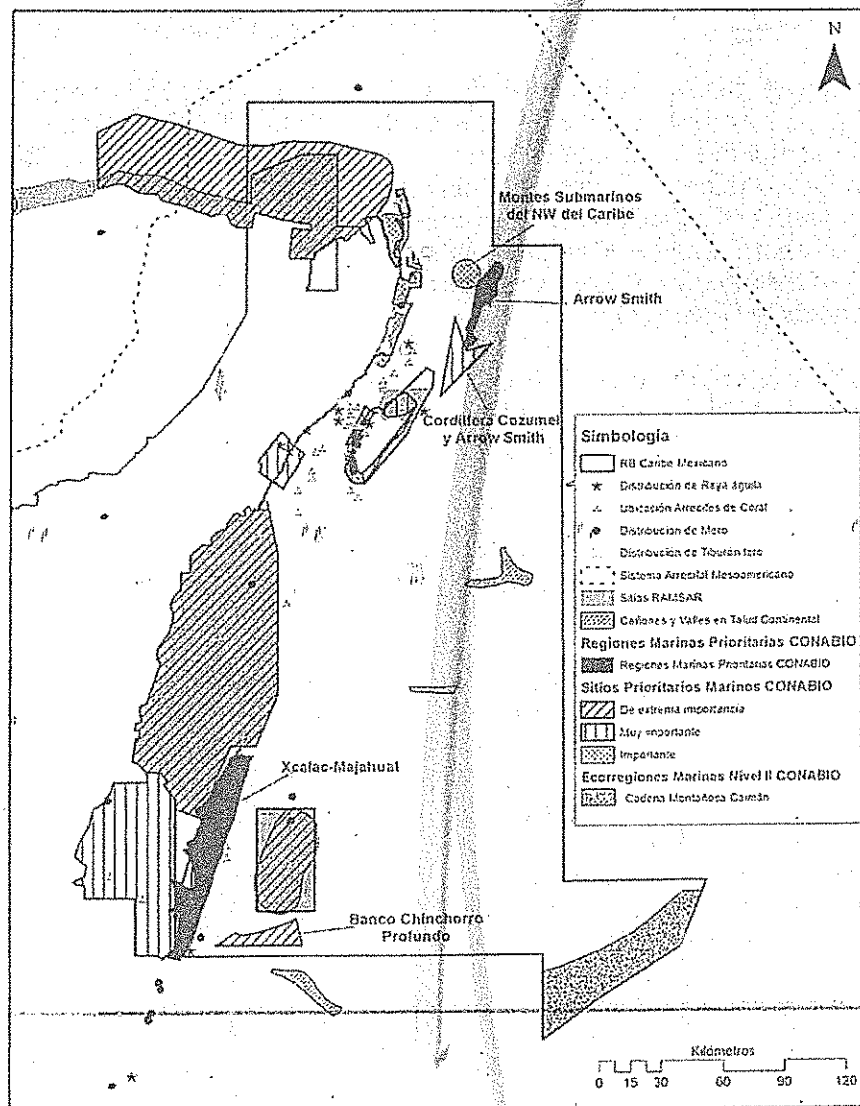 N
Montes Submarinos
del NW del Caribe
Arrow Smith
Cordillera Cozumel
y Arrow Smith
Simbología
RB Caribe Mexicano
Distribución de Raya águila
Ubicación Arrecifes de Coral
Distribución de Mero
Distribución de Tiburón toro
Sistema Arrecifal Mesoamericano
Sitios RAMSAR
Cañones y Valles en Talud Continental
Regiones Marinas Prioritarias CONABIO
Regiones Marinas Prioritarias CONABIO
Sitios Prioritarios Marinos CONABIO
De extrema importancia
Muy importante
Importante
Ecorregiones Marinas Nivel II CONABIO
Cadena Montañosa Caimán
Xcalac-Majahual
Banco Chinchorro
Profundo
Kilómetros
0 15 30 60 90 120